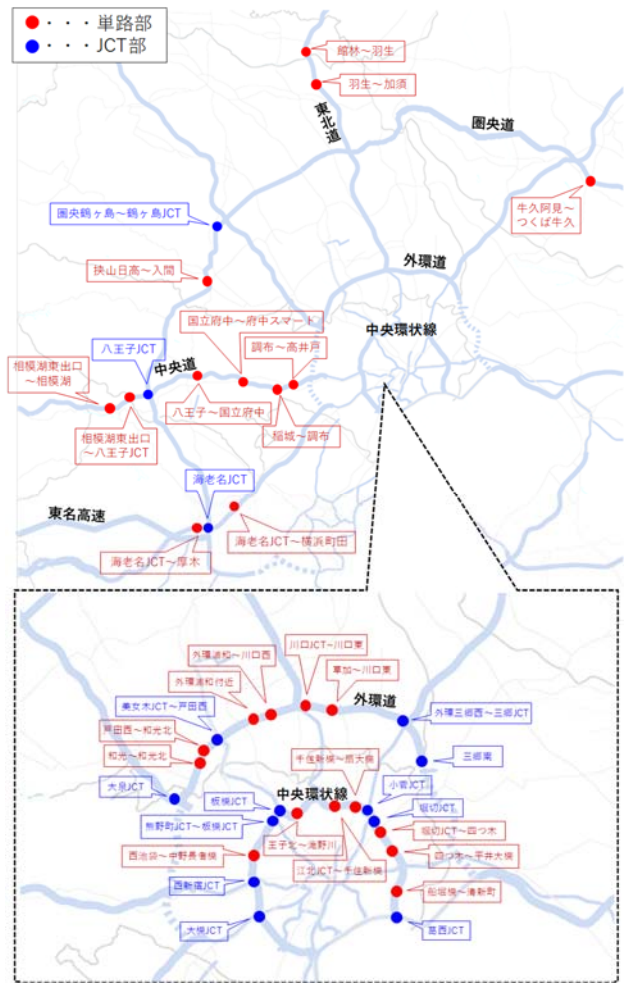 ● ・・・単路部
● ・・・JCT部
館林～羽生
羽生～加須
東北道
圏央道
牛久阿見～
つくば牛久
圏央鶴ヶ島～鶴ヶ島JCT
外環道
狭山日高～入間
国立府中～府中スマート
中央環状線
八王子JCT
調布～高井戸
中央道
相模湖東出口
～相模湖
八王子～国立府中
稲城～調布
相模湖東出口
～八王子JCT
海老名JCT
東名高速
海老名JCT～横浜町田
海老名JCT～厚木
川口JCT～川口東
外環浦和～川口西
草加～川口東
外環浦和付近
外環道
美女木JCT～戸田西
外環三郷西～三郷JCT
戸田西～和光北
和光～和光北
三郷南
千住新橋～扇大橋
大泉JCT
小菅JCT
板橋JCT
中央環状線
堀切JCT
熊野町JCT～板橋JCT
堀切JCT～四つ木
王子北～滝野川
西池袋～中野長者橋
四つ木～平井大橋
江北JCT～千住新橋
西新宿JCT
船堀橋～清新町
大橋JCT
葛西JCT